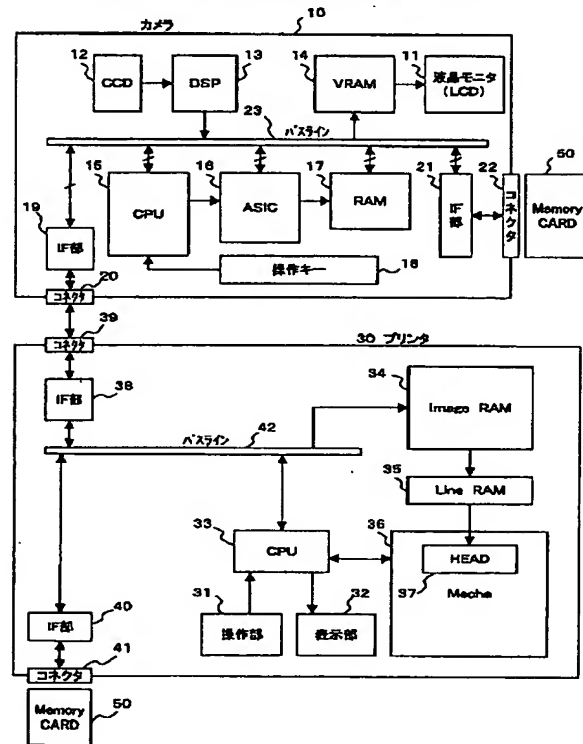 カメラ
10
12
CCD
13
DSP
14
VRAM
11
液晶モニタ
(LCD)
バスライン
23
15
CPU
16
ASIC
17
RAM
21
IF部
22
コネクタ
50
Memory
CARD
19
IF部
操作キー
18
20
コネクタ
39
コネクタ
30 プリンタ
IF部
38
34
Image RAM
バスライン
42
35
Line RAM
33
CPU
36
HEAD
37
Mecha
31
操作部
32
表示部
40
IF部
41
コネクタ
Memory
CARD
50